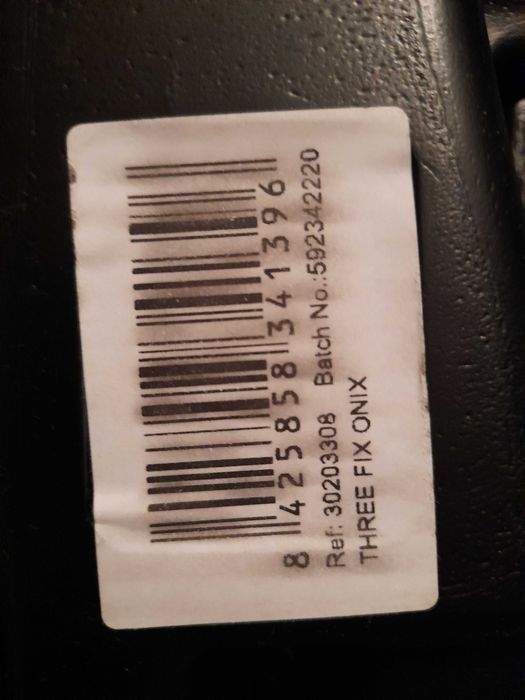 8 425858 341396
Ref: 30203308 Batch No.:592342220
THREE FIX ONIX